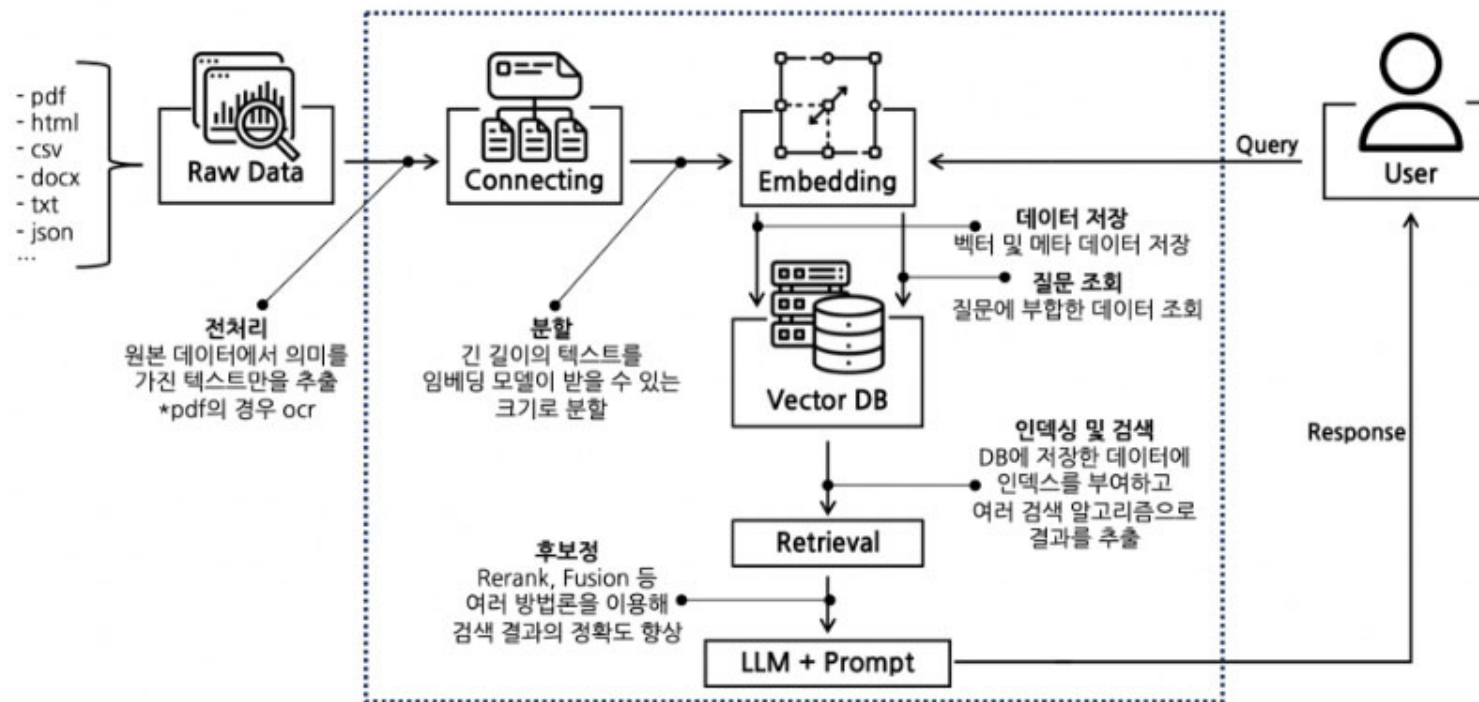 - pdf
- html
- csv
- docx
- txt
- json
...
Raw Data
Connecting
Embedding
Query
User
전처리
원본 데이터에서 의미를
가진 텍스트만을 추출
*pdf의 경우 ocr
분할
긴 길이의 텍스트를
임베딩 모델이 받을 수 있는
크기로 분할
데이터 저장
벡터 및 메타 데이터 저장
질문 조회
질문에 부합한 데이터 조회
Vector DB
인덱싱 및 검색
DB에 저장한 데이터에
인덱스를 부여하고
여러 검색 알고리즘으로
결과를 추출
Response
Retrieval
후보정
Rerank, Fusion 등
여러 방법론을 이용해
검색 결과의 정확도 향상
LLM + Prompt